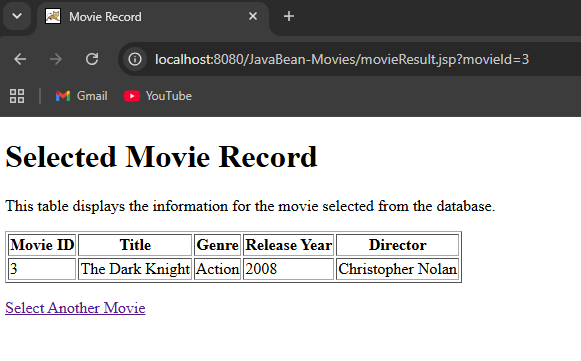 Movie Record
localhost:8080/JavaBean-Movies/movieResult.jsp?movieId=3
Gmail YouTube
Selected Movie Record
This table displays the information for the movie selected from the database.
Movie ID Title Genre Release Year Director
3 The Dark Knight Action 2008 Christopher Nolan
Select Another Movie